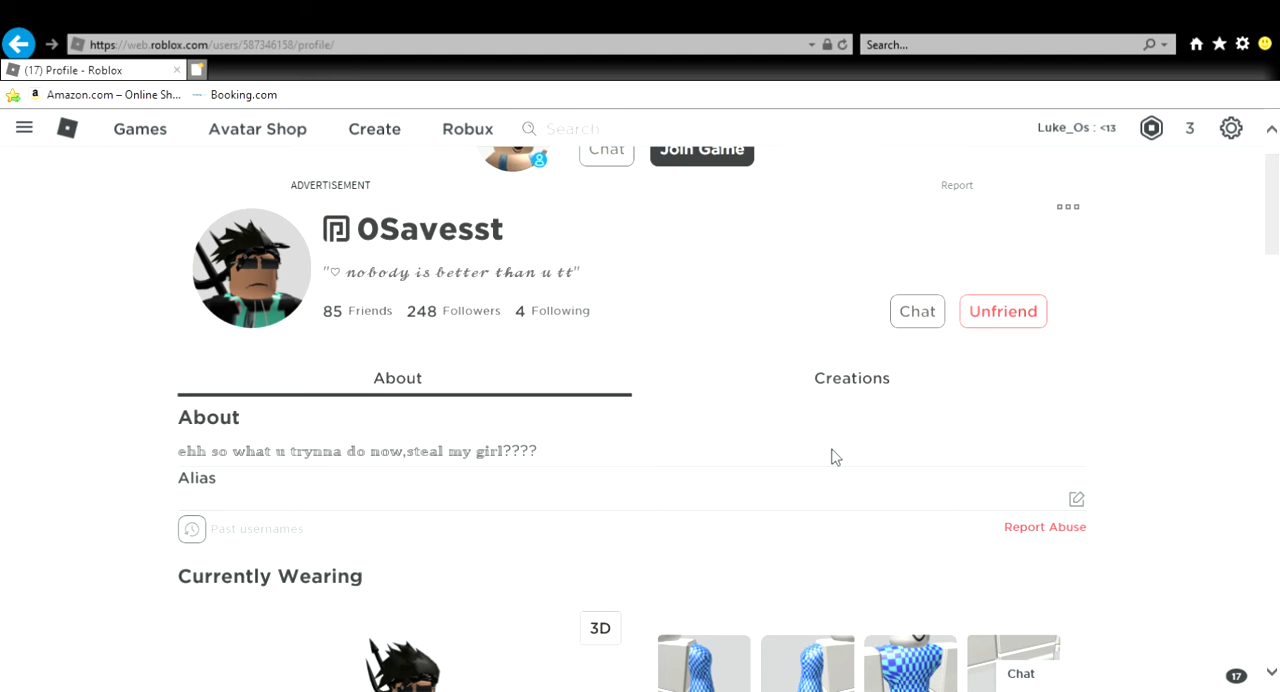 https://web.roblox.com/users/587346158/profile/
Search...
(17) Profile - Roblox
Amazon.com – Online Sh...
Booking.com
Games
Avatar Shop
Create
Robux
Search
Luke_Os : <13
3
Chat
Join Game
ADVERTISEMENT
Report
0Savesst
"♡ nobody is better than u tt"
85 Friends
248 Followers
4 Following
Chat
Unfriend
About
Creations
About
ehh so what u trynna do now,steal my girl????
Alias
Past usernames
Report Abuse
Currently Wearing
3D
Chat
17